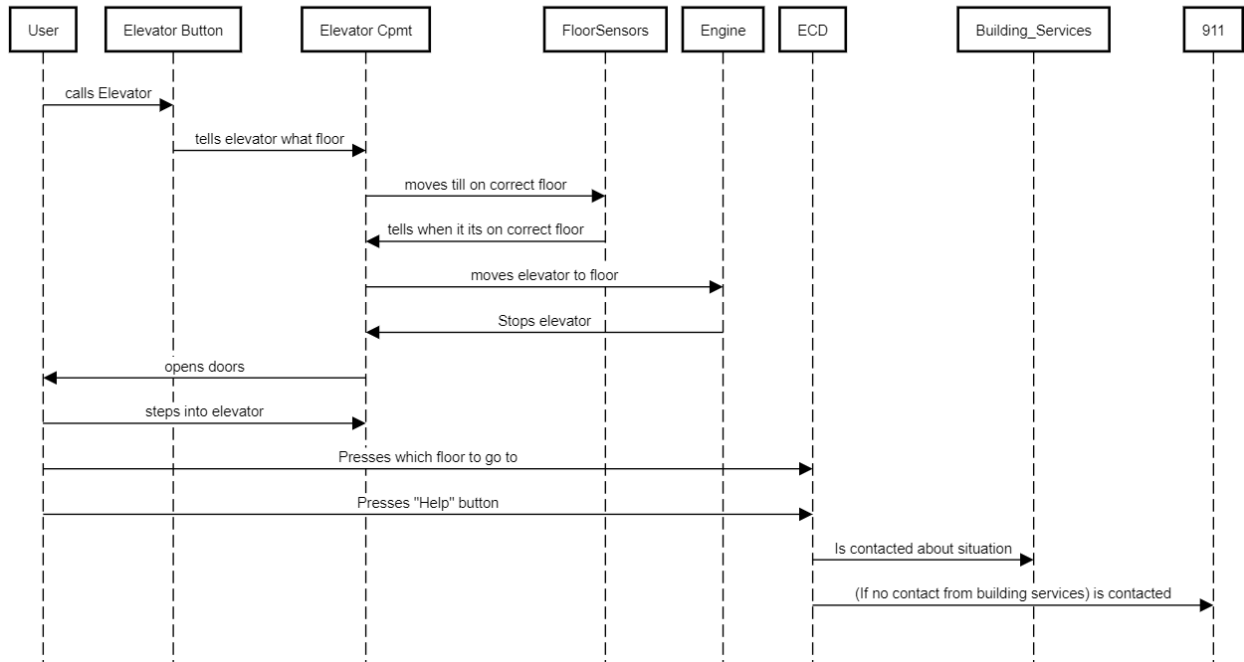 User
Elevator Button
Elevator Cpmt
FloorSensors
Engine
ECD
Building_Services
911
calls Elevator
tells elevator what floor
moves till on correct floor
tells when it its on correct floor
moves elevator to floor
Stops elevator
opens doors
steps into elevator
Presses which floor to go to
Presses "Help" button
Is contacted about situation
(If no contact from building services) is contacted